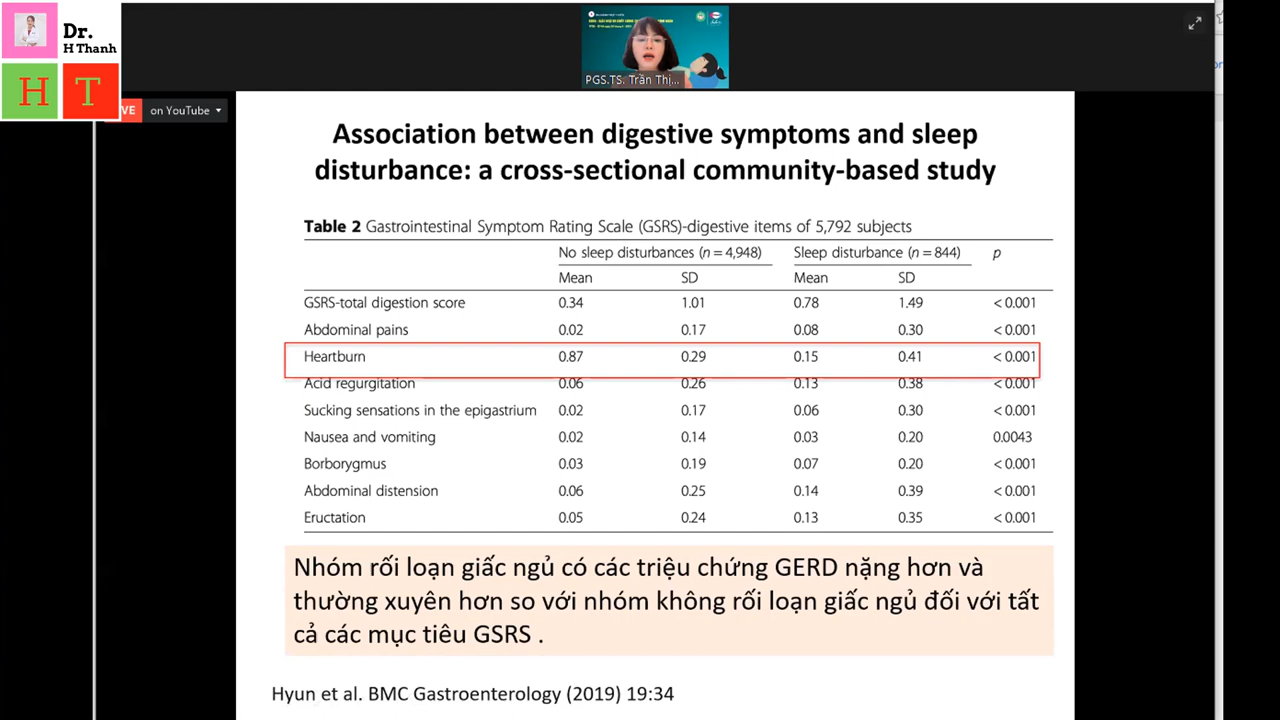 Dr.
H Thanh
H T
PGS.TS. Trần Thị...
VE on YouTube
Association between digestive symptoms and sleep
disturbance: a cross-sectional community-based study
Table 2 Gastrointestinal Symptom Rating Scale (GSRS)-digestive items of 5,792 subjects
No sleep disturbances (n = 4,948) Sleep disturbance (n = 844) p
Mean SD Mean SD
GSRS-total digestion score 0.34 1.01 0.78 1.49 < 0.001
Abdominal pains 0.02 0.17 0.08 0.30 < 0.001
Heartburn 0.87 0.29 0.15 0.41 < 0.001
Acid regurgitation 0.06 0.26 0.13 0.38 < 0.001
Sucking sensations in the epigastrium 0.02 0.17 0.06 0.30 < 0.001
Nausea and vomiting 0.02 0.14 0.03 0.20 0.0043
Borborygmus 0.03 0.19 0.07 0.20 < 0.001
Abdominal distension 0.06 0.25 0.14 0.39 < 0.001
Eructation 0.05 0.24 0.13 0.35 < 0.001
Nhóm rối loạn giấc ngủ có các triệu chứng GERD nặng hơn và
thường xuyên hơn so với nhóm không rối loạn giấc ngủ đối với tất
cả các mục tiêu GSRS .
Hyun et al. BMC Gastroenterology (2019) 19:34